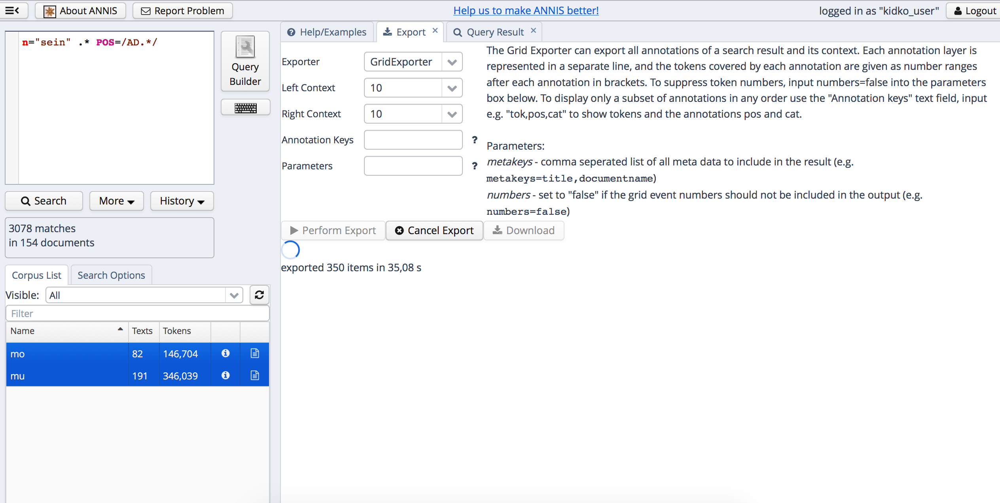 About ANNIS
Report Problem
Help us to make ANNIS better!
logged in as "kidko_user"
Logout
n="sein" .* POS=/AD.*/
Query
Builder
Search
More
History
3078 matches
in 154 documents
Corpus List
Search Options
Visible:
All
Filter
Name Texts Tokens
mo 82 146,704
mu 191 346,039
Help/Examples
Export
Query Result
Exporter GridExporter
Left Context 10
Right Context 10
Annotation Keys ?
Parameters ?
The Grid Exporter can export all annotations of a search result and its context. Each annotation layer is
represented in a separate line, and the tokens covered by each annotation are given as number ranges
after each annotation in brackets. To suppress token numbers, input numbers=false into the parameters
box below. To display only a subset of annotations in any order use the "Annotation keys" text field, input
e.g. "tok,pos,cat" to show tokens and the annotations pos and cat.
Parameters:
metakeys - comma seperated list of all meta data to include in the result (e.g.
metakeys=title,documentname)
numbers - set to "false" if the grid event numbers should not be included in the output (e.g.
numbers=false)
Perform Export
Cancel Export
Download
exported 350 items in 35,08 s